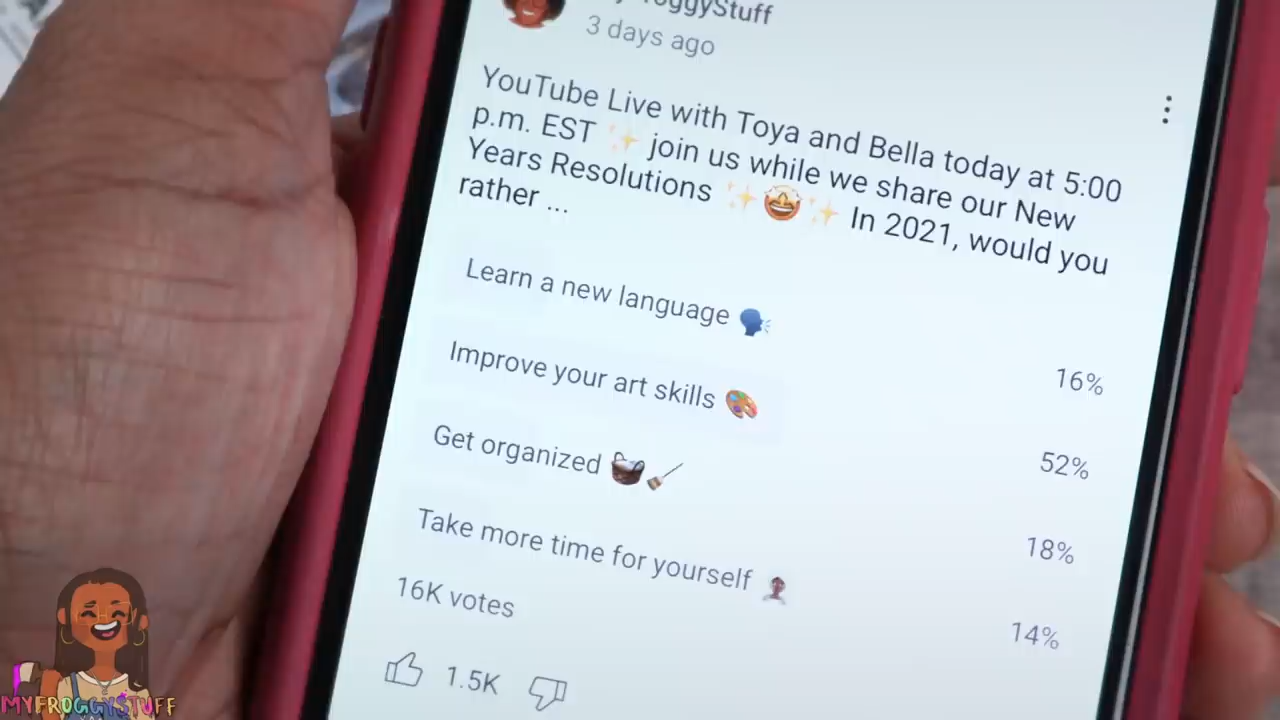 FroggyStuff
3 days ago
YouTube Live with Toya and Bella today at 5:00
p.m. EST ✨ join us while we share our New
Years Resolutions ✨🤩✨ In 2021, would you
rather ...
Learn a new language 🗣
16%
Improve your art skills 🎨
52%
Get organized 🧺🧹
18%
Take more time for yourself
14%
16K votes
1.5K
MYFROGGYSTUFF